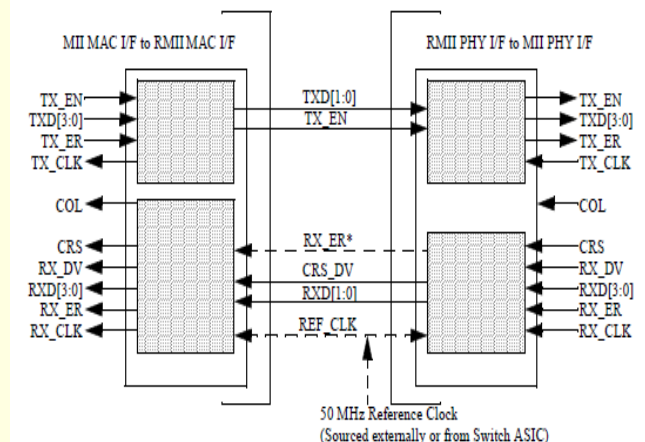 MII MAC I/F to RMII MAC I/F
RMII PHY I/F to MII PHY I/F
TX_EN
TXD[3:0]
TX_ER
TX_CLK
COL
CRS
RX_DV
RXD[3:0]
RX_ER
RX_CLK
TXD[1:0]
TX_EN
RX_ER*
CRS_DV
RXD[1:0]
REF_CLK
TX_EN
TXD[3:0]
TX_ER
TX_CLK
COL
CRS
RX_DV
RXD[3:0]
RX_ER
RX_CLK
50 MHz Reference Clock
(Sourced externally or from Switch ASIC)